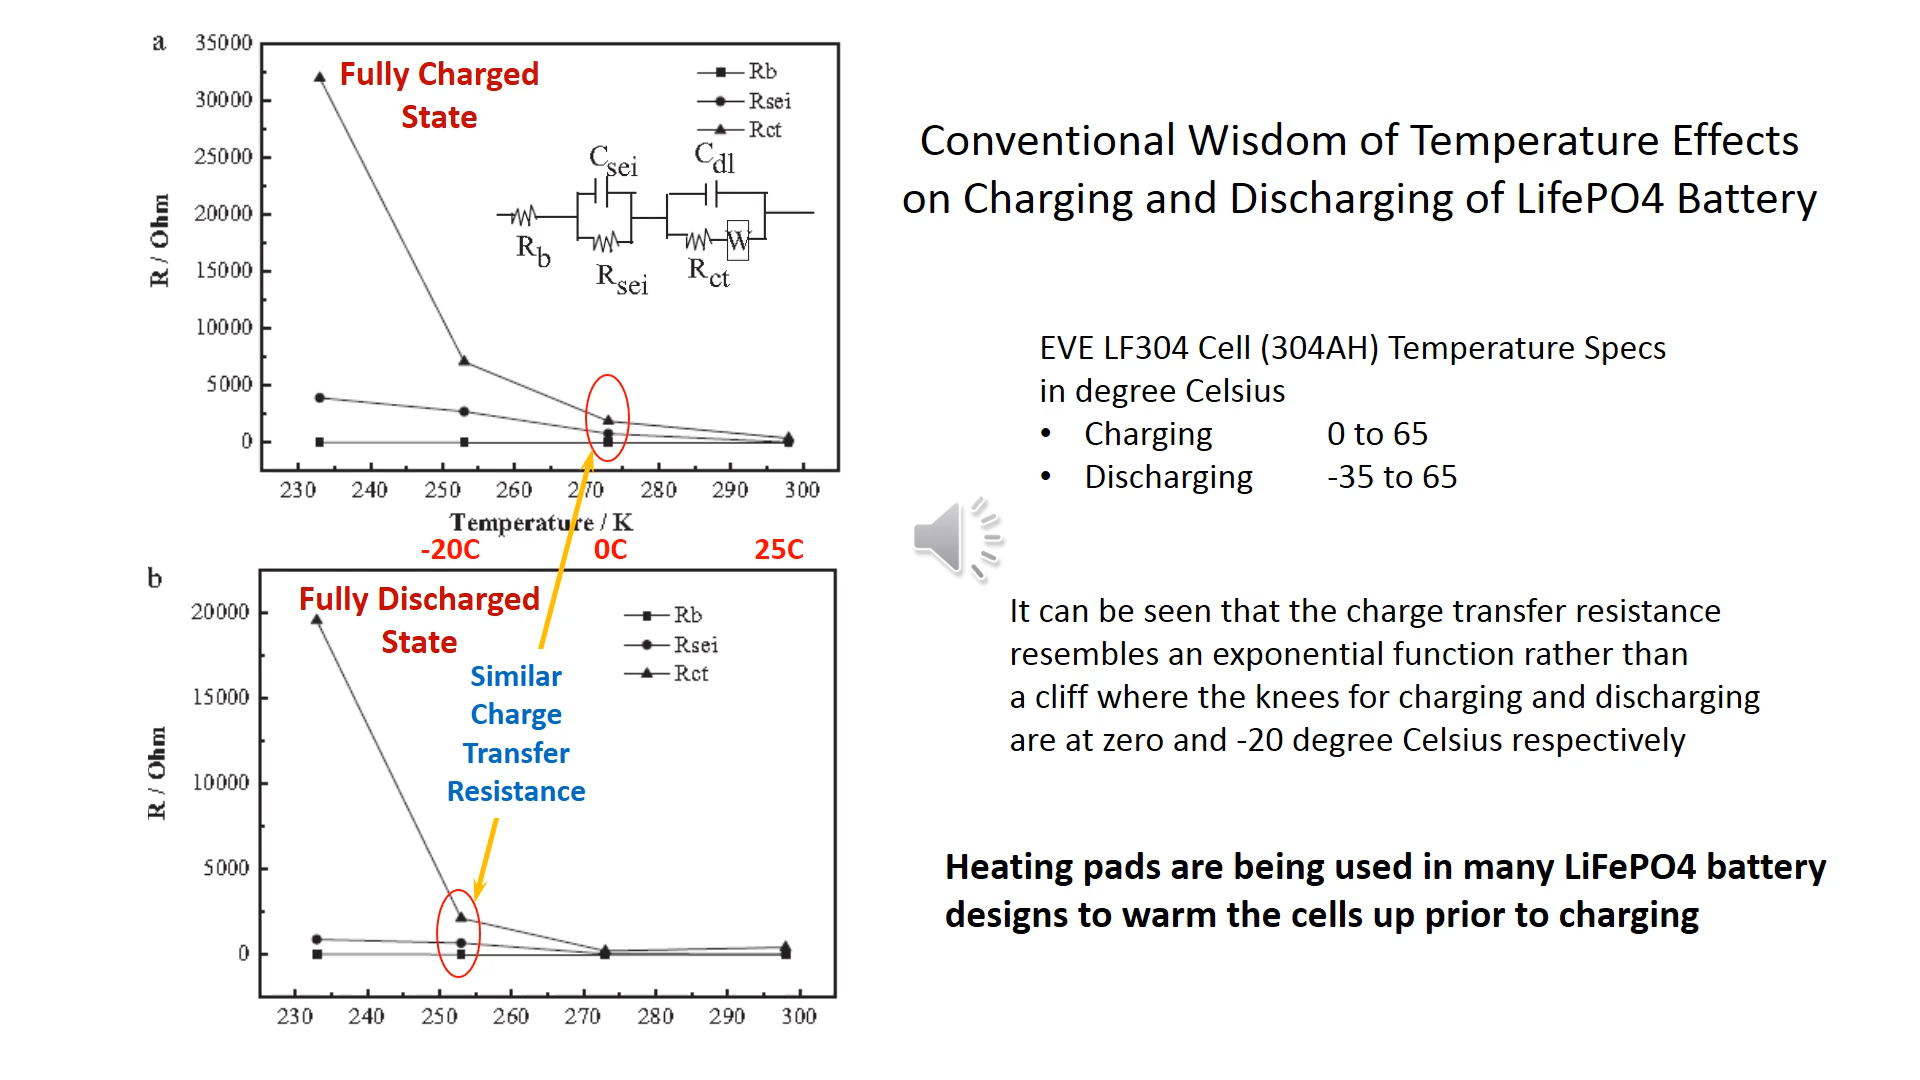 a
35000
30000
25000
20000
15000
10000
5000
0
R / Ohm
Fully Charged
State
Rb
Rsei
Rct
Csei
Cdl
Rb
Rsei
Rct
W
230 240 250 260 270 280 290 300
Temperature / K
-20C 0C 25C
b
20000
15000
10000
5000
0
R / Ohm
Fully Discharged
State
Rb
Rsei
Rct
Similar
Charge
Transfer
Resistance
230 240 250 260 270 280 290 300
Conventional Wisdom of Temperature Effects
on Charging and Discharging of LifePO4 Battery
EVE LF304 Cell (304AH) Temperature Specs
in degree Celsius
• Charging 0 to 65
• Discharging -35 to 65
It can be seen that the charge transfer resistance
resembles an exponential function rather than
a cliff where the knees for charging and discharging
are at zero and -20 degree Celsius respectively
Heating pads are being used in many LiFePO4 battery
designs to warm the cells up prior to charging